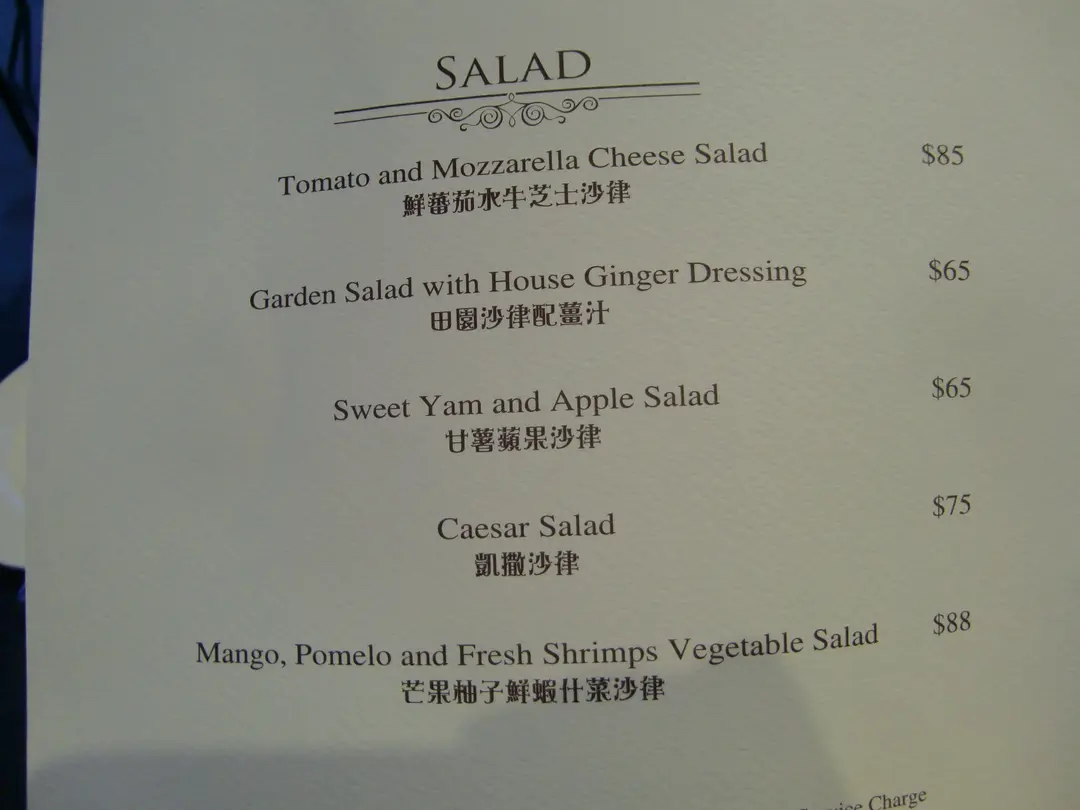 SALAD
Tomato and Mozzarella Cheese Salad $85
鮮蕃茄水牛芝士沙律
Garden Salad with House Ginger Dressing $65
田園沙律配薑汁
Sweet Yam and Apple Salad $65
甘薯蘋果沙律
Caesar Salad $75
凱撒沙律
Mango, Pomelo and Fresh Shrimps Vegetable Salad $88
芒果柚子鮮蝦什菜沙律
Charge